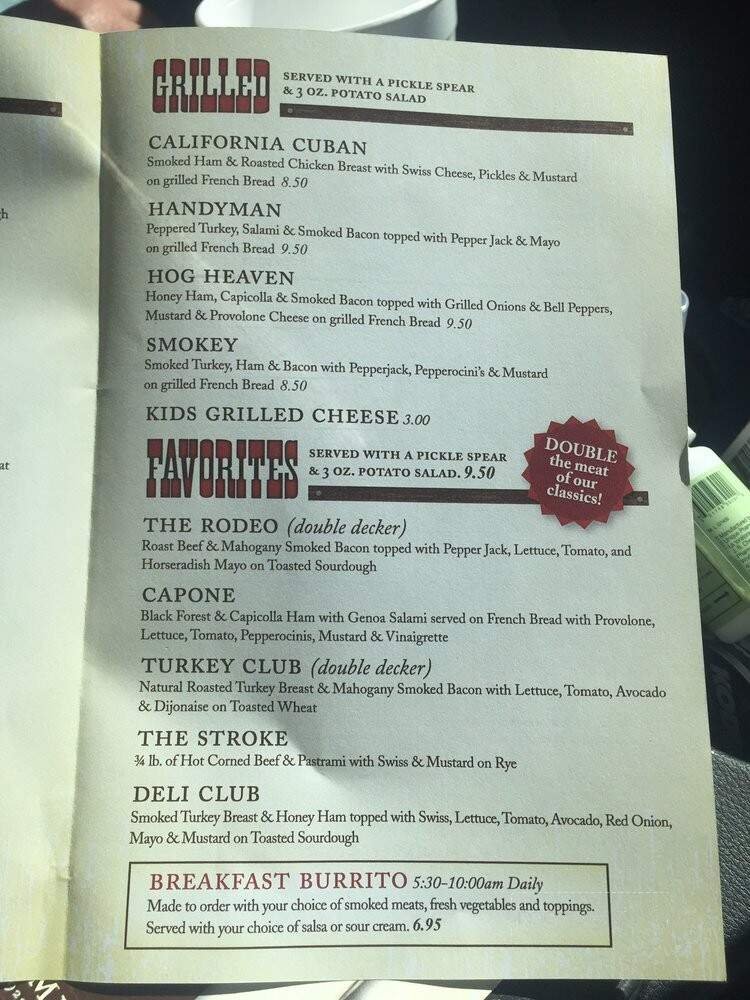 GRILLED
SERVED WITH A PICKLE SPEAR
& 3 OZ. POTATO SALAD
CALIFORNIA CUBAN
Smoked Ham & Roasted Chicken Breast with Swiss Cheese, Pickles & Mustard
on grilled French Bread 8.50
HANDYMAN
Peppered Turkey, Salami & Smoked Bacon topped with Pepper Jack & Mayo
on grilled French Bread 9.50
HOG HEAVEN
Honey Ham, Capicolla & Smoked Bacon topped with Grilled Onions & Bell Peppers,
Mustard & Provolone Cheese on grilled French Bread 9.50
SMOKEY
Smoked Turkey, Ham & Bacon with Pepperjack, Pepperocini's & Mustard
on grilled French Bread 8.50
KIDS GRILLED CHEESE 3.00
FAVORITES
SERVED WITH A PICKLE SPEAR
& 3 OZ. POTATO SALAD. 9.50
DOUBLE
the meat
of our
classics!
THE RODEO (double decker)
Roast Beef & Mahogany Smoked Bacon topped with Pepper Jack, Lettuce, Tomato, and
Horseradish Mayo on Toasted Sourdough
CAPONE
Black Forest & Capicolla Ham with Genoa Salami served on French Bread with Provolone,
Lettuce, Tomato, Pepperocinis, Mustard & Vinaigrette
TURKEY CLUB (double decker)
Natural Roasted Turkey Breast & Mahogany Smoked Bacon with Lettuce, Tomato, Avocado
& Dijonaise on Toasted Wheat
THE STROKE
¾ lb. of Hot Corned Beef & Pastrami with Swiss & Mustard on Rye
DELI CLUB
Smoked Turkey Breast & Honey Ham topped with Swiss, Lettuce, Tomato, Avocado, Red Onion,
Mayo & Mustard on Toasted Sourdough
BREAKFAST BURRITO 5:30-10:00am Daily
Made to order with your choice of smoked meats, fresh vegetables and toppings.
Served with your choice of salsa or sour cream. 6.95